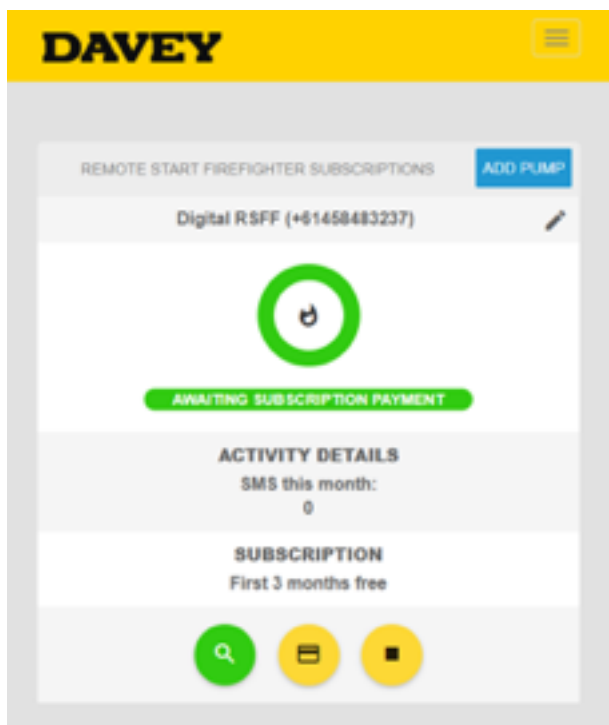 DAVEY
REMOTE START FIREFIGHTER SUBSCRIPTIONS
ADD PUMP
Digital RSFF (+61458483237)
AWAITING SUBSCRIPTION PAYMENT
ACTIVITY DETAILS
SMS this month:
0
SUBSCRIPTION
First 3 months free